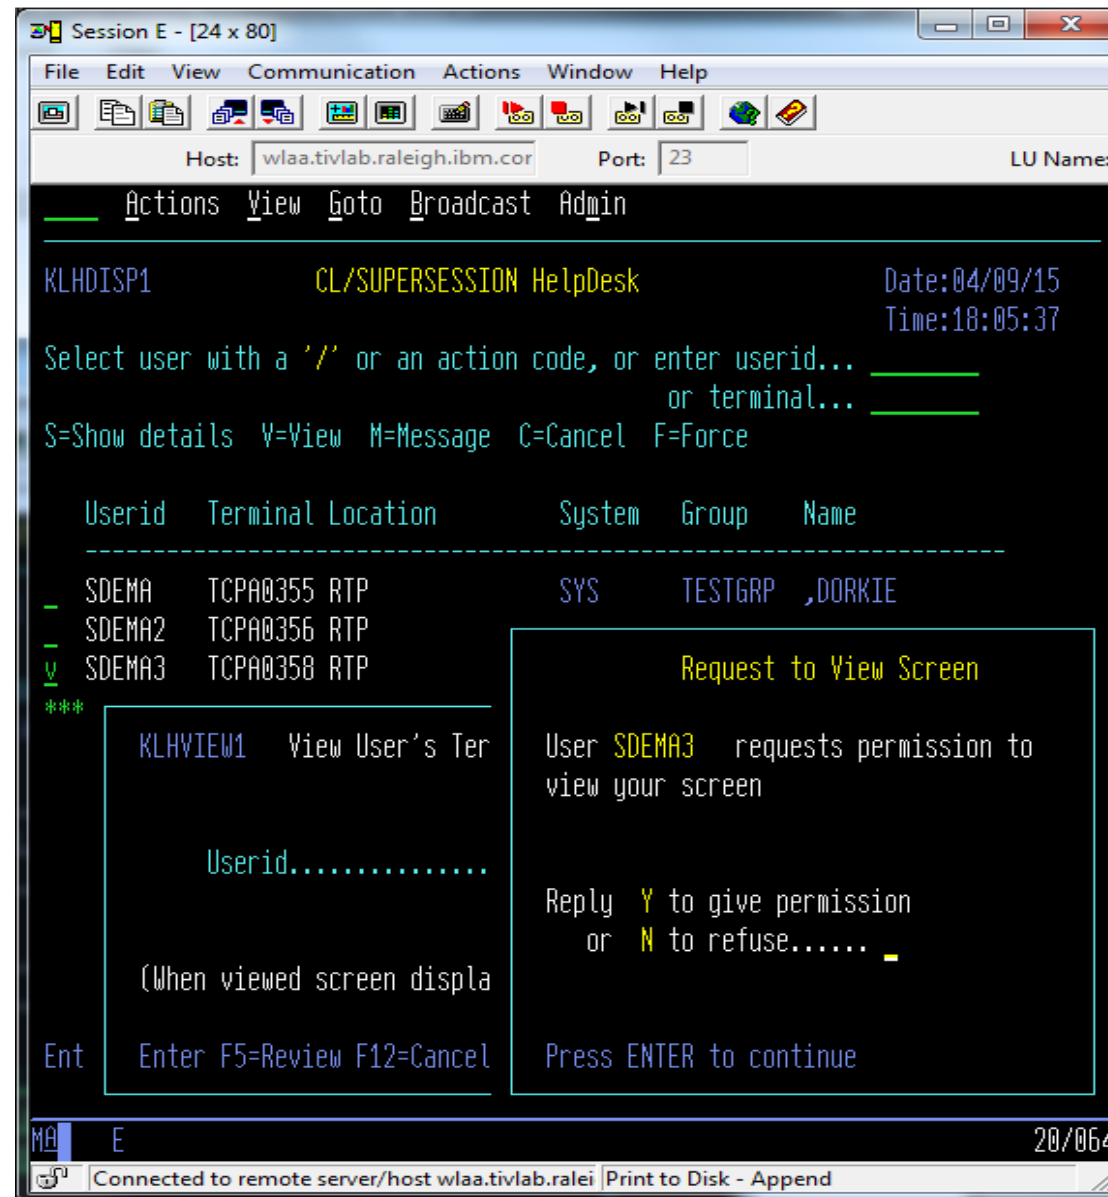 Session E - [24 x 80]
File Edit View Communication Actions Window Help
Host: wlaa.tivlab.raleigh.ibm.cor Port: 23 LU Name:
Actions View Goto Broadcast Admin
KLHDISP1 CL/SUPERSESSION HelpDesk Date:04/09/15
Time:18:05:37
Select user with a '/' or an action code, or enter userid...
or terminal...
S=Show details V=View M=Message C=Cancel F=Force
Userid Terminal Location System Group Name
--------------------------------------------------------------------
_ SDEMA TCPA0355 RTP SYS TESTGRP ,DORKIE
_ SDEMA2 TCPA0356 RTP
V SDEMA3 TCPA0358 RTP
***
Request to View Screen
KLHVIEW1 View User's Ter
User SDEMA3 requests permission to
view your screen
Userid...............
Reply Y to give permission
or N to refuse...... _
(When viewed screen displa
Ent Enter F5=Review F12=Cancel
Press ENTER to continue
MA E 20/064
Connected to remote server/host wlaa.tivlab.ralei Print to Disk - Append